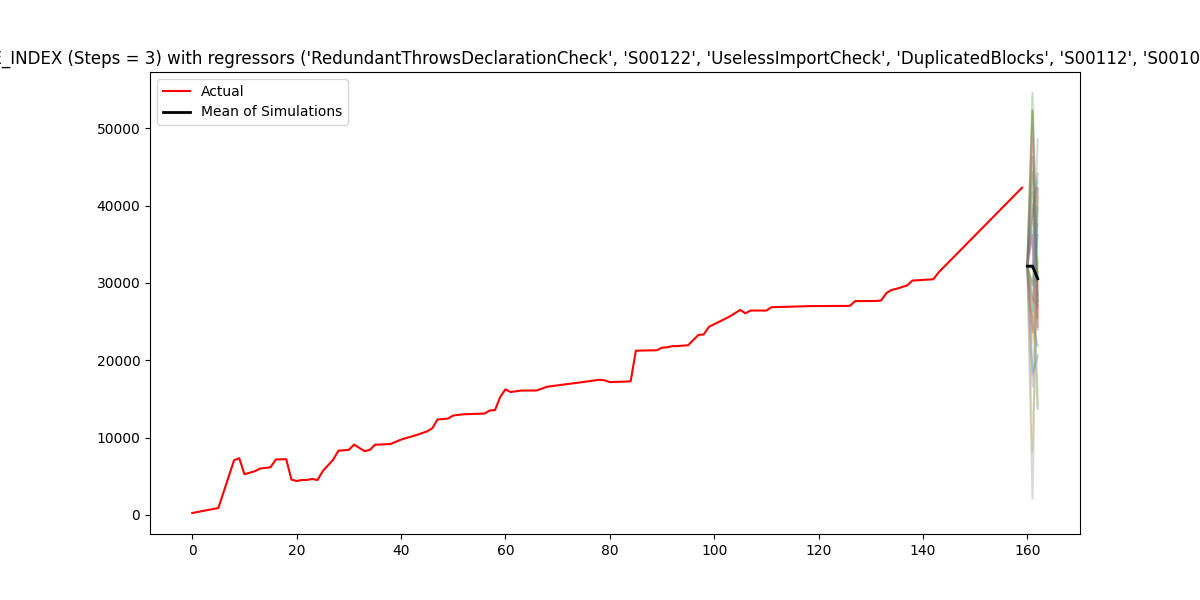 E_INDEX (Steps = 3) with regressors ('RedundantThrowsDeclarationCheck', 'S00122', 'UselessImportCheck', 'DuplicatedBlocks', 'S00112', 'S0010
Actual
Mean of Simulations
50000
40000
30000
20000
10000
0
0 20 40 60 80 100 120 140 160